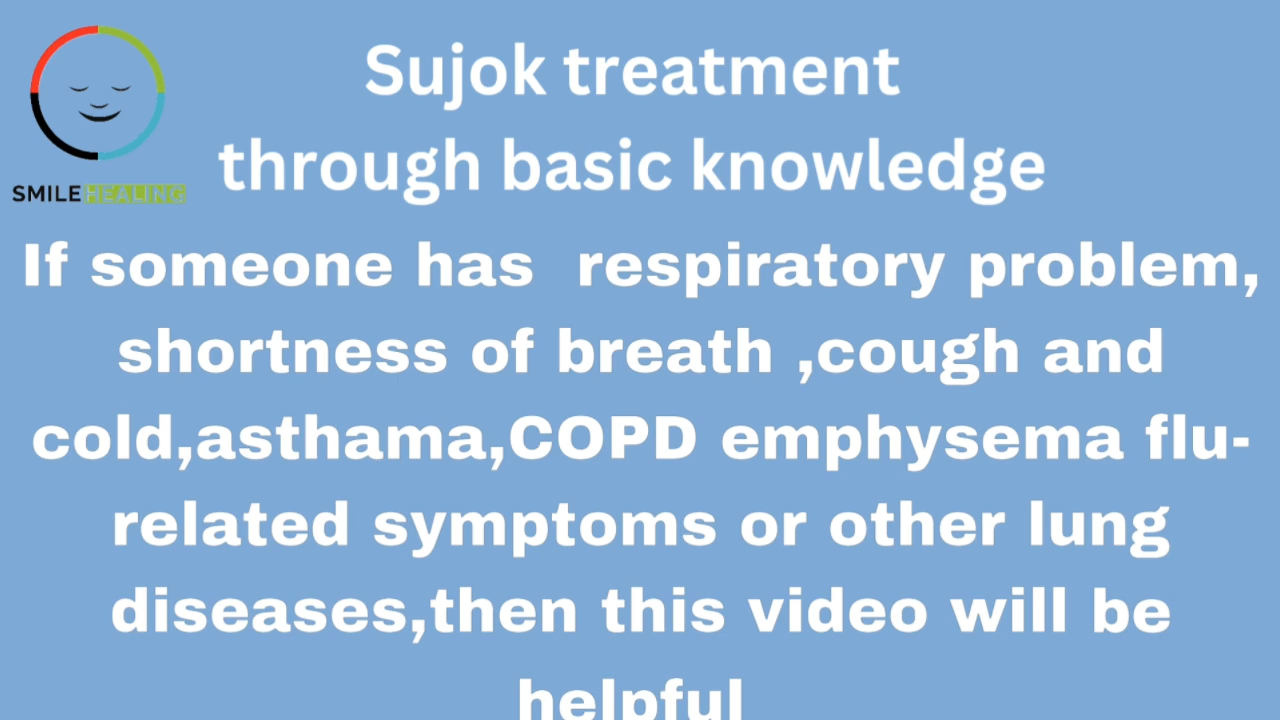 Sujok treatment
through basic knowledge
SMILE HEALING
If someone has respiratory problem,
shortness of breath ,cough and
cold,asthama,COPD emphysema flu-
related symptoms or other lung
diseases,then this video will be
helpful